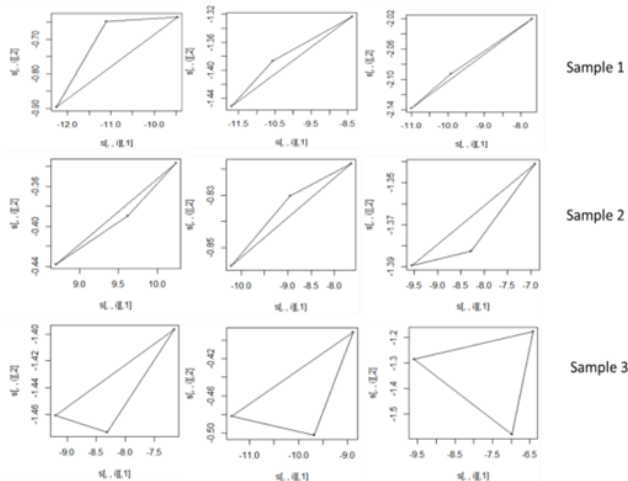 -0.70
-0.80
-0.90
s[, , i][,2]
-12.0 -11.0 -10.0
s[, , i][,1]
-1.32
-1.36
-1.40
-1.44
s[, , i][,2]
-11.5 -10.5 -9.5 -8.5
s[, , i][,1]
-2.02
-2.06
-2.10
-2.14
s[, , i][,2]
-11.0 -10.0 -9.0 -8.0
s[, , i][,1]
Sample 1
-0.36
-0.40
-0.44
s[, , i][,2]
9.0 9.5 10.0
s[, , i][,1]
-0.83
-0.85
s[, , i][,2]
-10.0 -9.5 -9.0 -8.5 -8.0
s[, , i][,1]
-1.35
-1.37
-1.39
s[, , i][,2]
-9.5 -9.0 -8.5 -8.0 -7.5 -7.0
s[, , i][,1]
Sample 2
-1.40
-1.42
-1.44
-1.46
s[, , i][,2]
-9.0 -8.5 -8.0 -7.5
s[, , i][,1]
-0.42
-0.46
-0.50
s[, , i][,2]
-11.0 -10.0 -9.0
s[, , i][,1]
-1.2
-1.3
-1.5
s[, , i][,2]
-9.5 -8.5 -7.5 -6.5
s[, , i][,1]
Sample 3